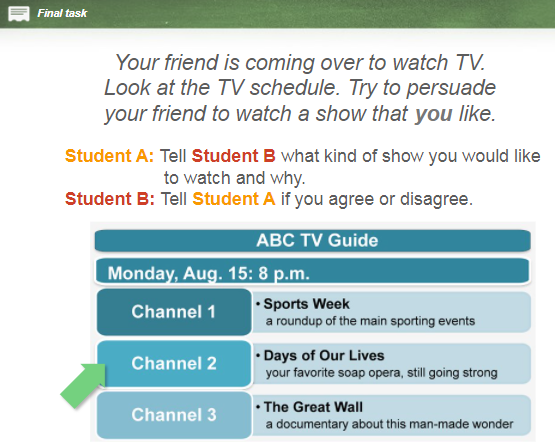 Final task
Your friend is coming over to watch TV.
Look at the TV schedule. Try to persuade
your friend to watch a show that you like.
Student A: Tell Student B what kind of show you would like
to watch and why.
Student B: Tell Student A if you agree or disagree.
ABC TV Guide
Monday, Aug. 15: 8 p.m.
Channel 1
• Sports Week
a roundup of the main sporting events
Channel 2
• Days of Our Lives
your favorite soap opera, still going strong
Channel 3
• The Great Wall
a documentary about this man-made wonder